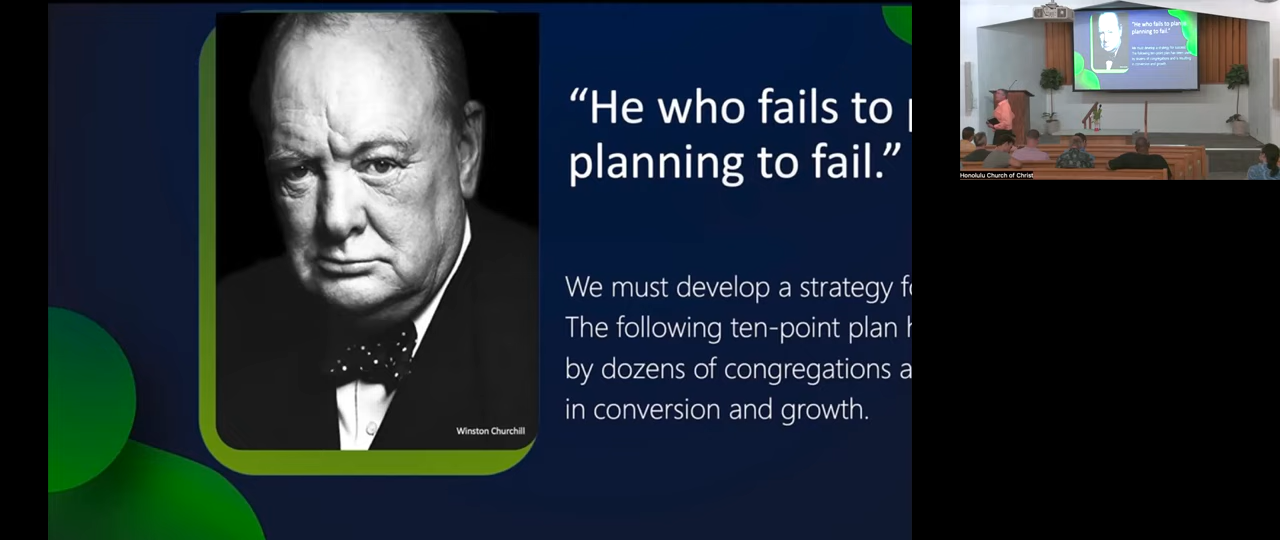 “He who fails to
planning to fail.”
We must develop a strategy
The following ten-point plan
by dozens of congregations
in conversion and growth.
Winston Churchill
Honolulu Church of Christ